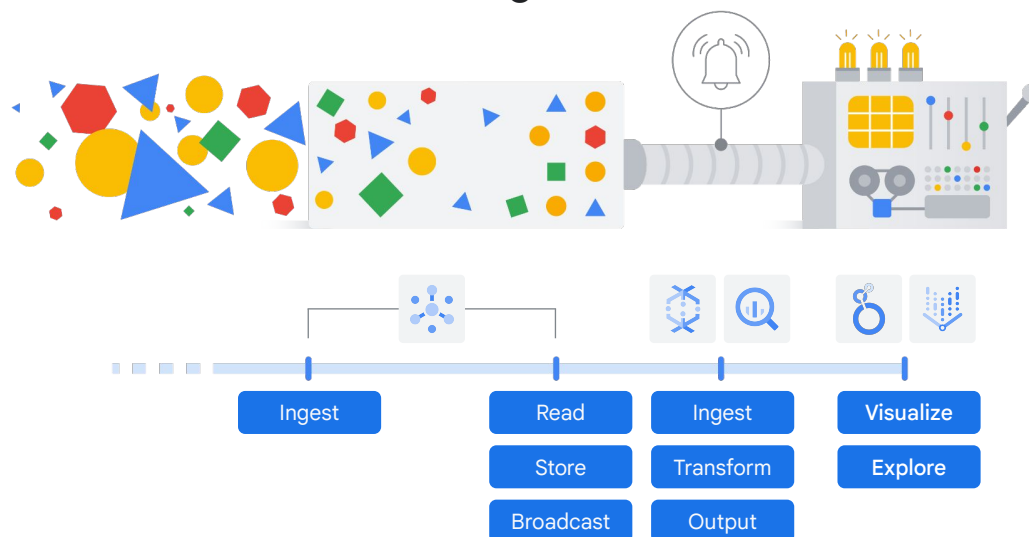 Ingest
Read
Store
Broadcast
Ingest
Transform
Output
Visualize
Explore